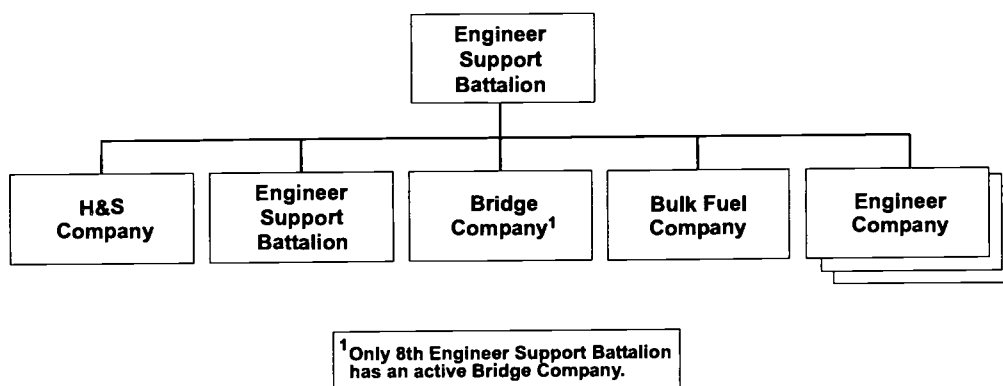 Engineer
Support
Battalion
H&S
Company
Engineer
Support
Battalion
Bridge
Company¹
Bulk Fuel
Company
Engineer
Company
¹Only 8th Engineer Support Battalion
has an active Bridge Company.